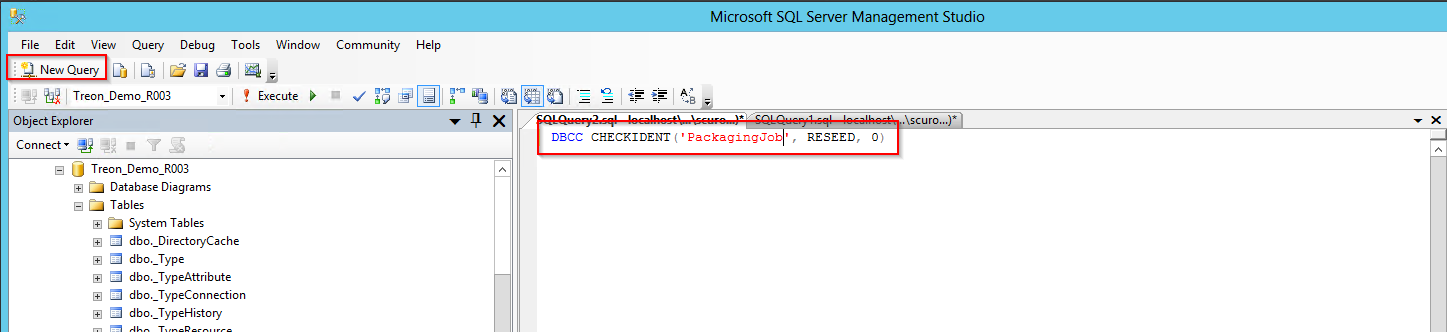 Microsoft SQL Server Management Studio
File Edit View Query Debug Tools Window Community Help
New Query
Treon_Demo_R003 Execute
Object Explorer
SQLQuery2.sql - localhost\...\scuro...)* SQLQuery1.sql - localhost\...\scuro...)*
Connect
DBCC CHECKIDENT('PackagingJob', RESEED, 0)
Treon_Demo_R003
Database Diagrams
Tables
System Tables
dbo._DirectoryCache
dbo._Type
dbo._TypeAttribute
dbo._TypeConnection
dbo._TypeHistory
dbo._TypeResource